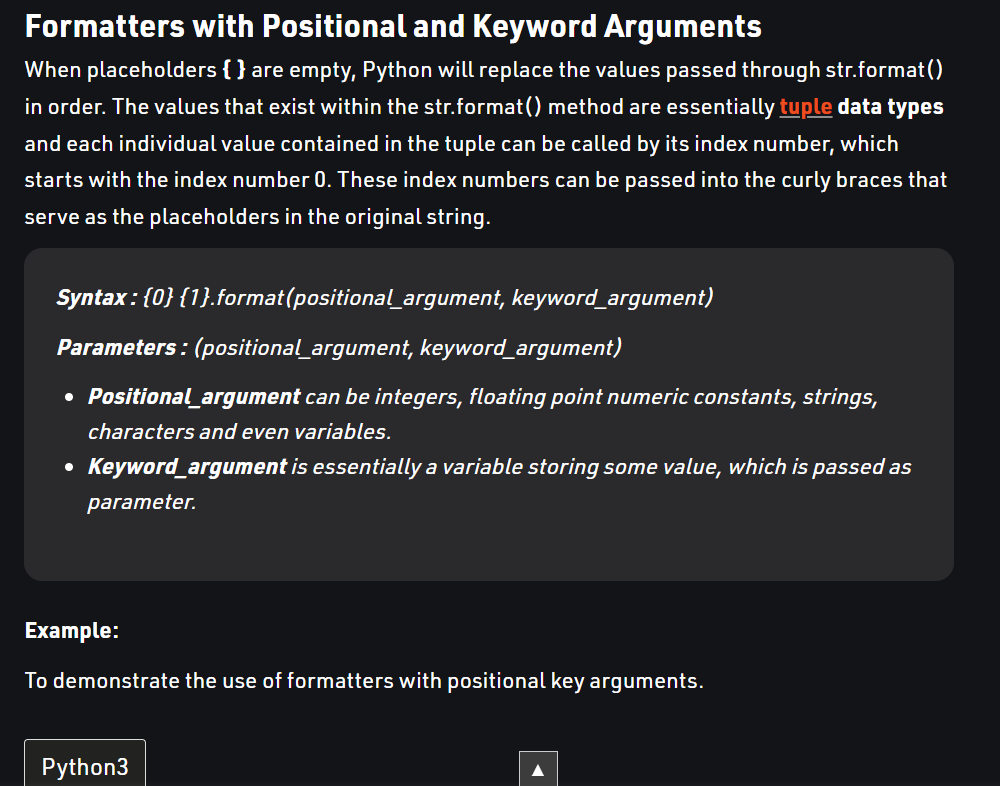 Formatters with Positional and Keyword Arguments
When placeholders { } are empty, Python will replace the values passed through str.format()
in order. The values that exist within the str.format() method are essentially tuple data types
and each individual value contained in the tuple can be called by its index number, which
starts with the index number 0. These index numbers can be passed into the curly braces that
serve as the placeholders in the original string.
Syntax : {0} {1}.format(positional_argument, keyword_argument)
Parameters : (positional_argument, keyword_argument)
• Positional_argument can be integers, floating point numeric constants, strings,
characters and even variables.
• Keyword_argument is essentially a variable storing some value, which is passed as
parameter.
Example:
To demonstrate the use of formatters with positional key arguments.
Python3
▲